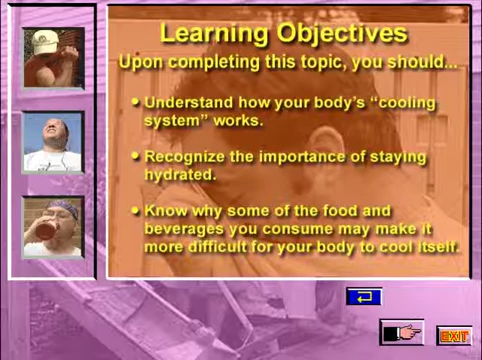 Learning Objectives
Upon completing this topic, you should...
• Understand how your body's “cooling
system” works.
• Recognize the importance of staying
hydrated.
• Know why some of the food and
beverages you consume may make it
more difficult for your body to cool itself.
EXIT